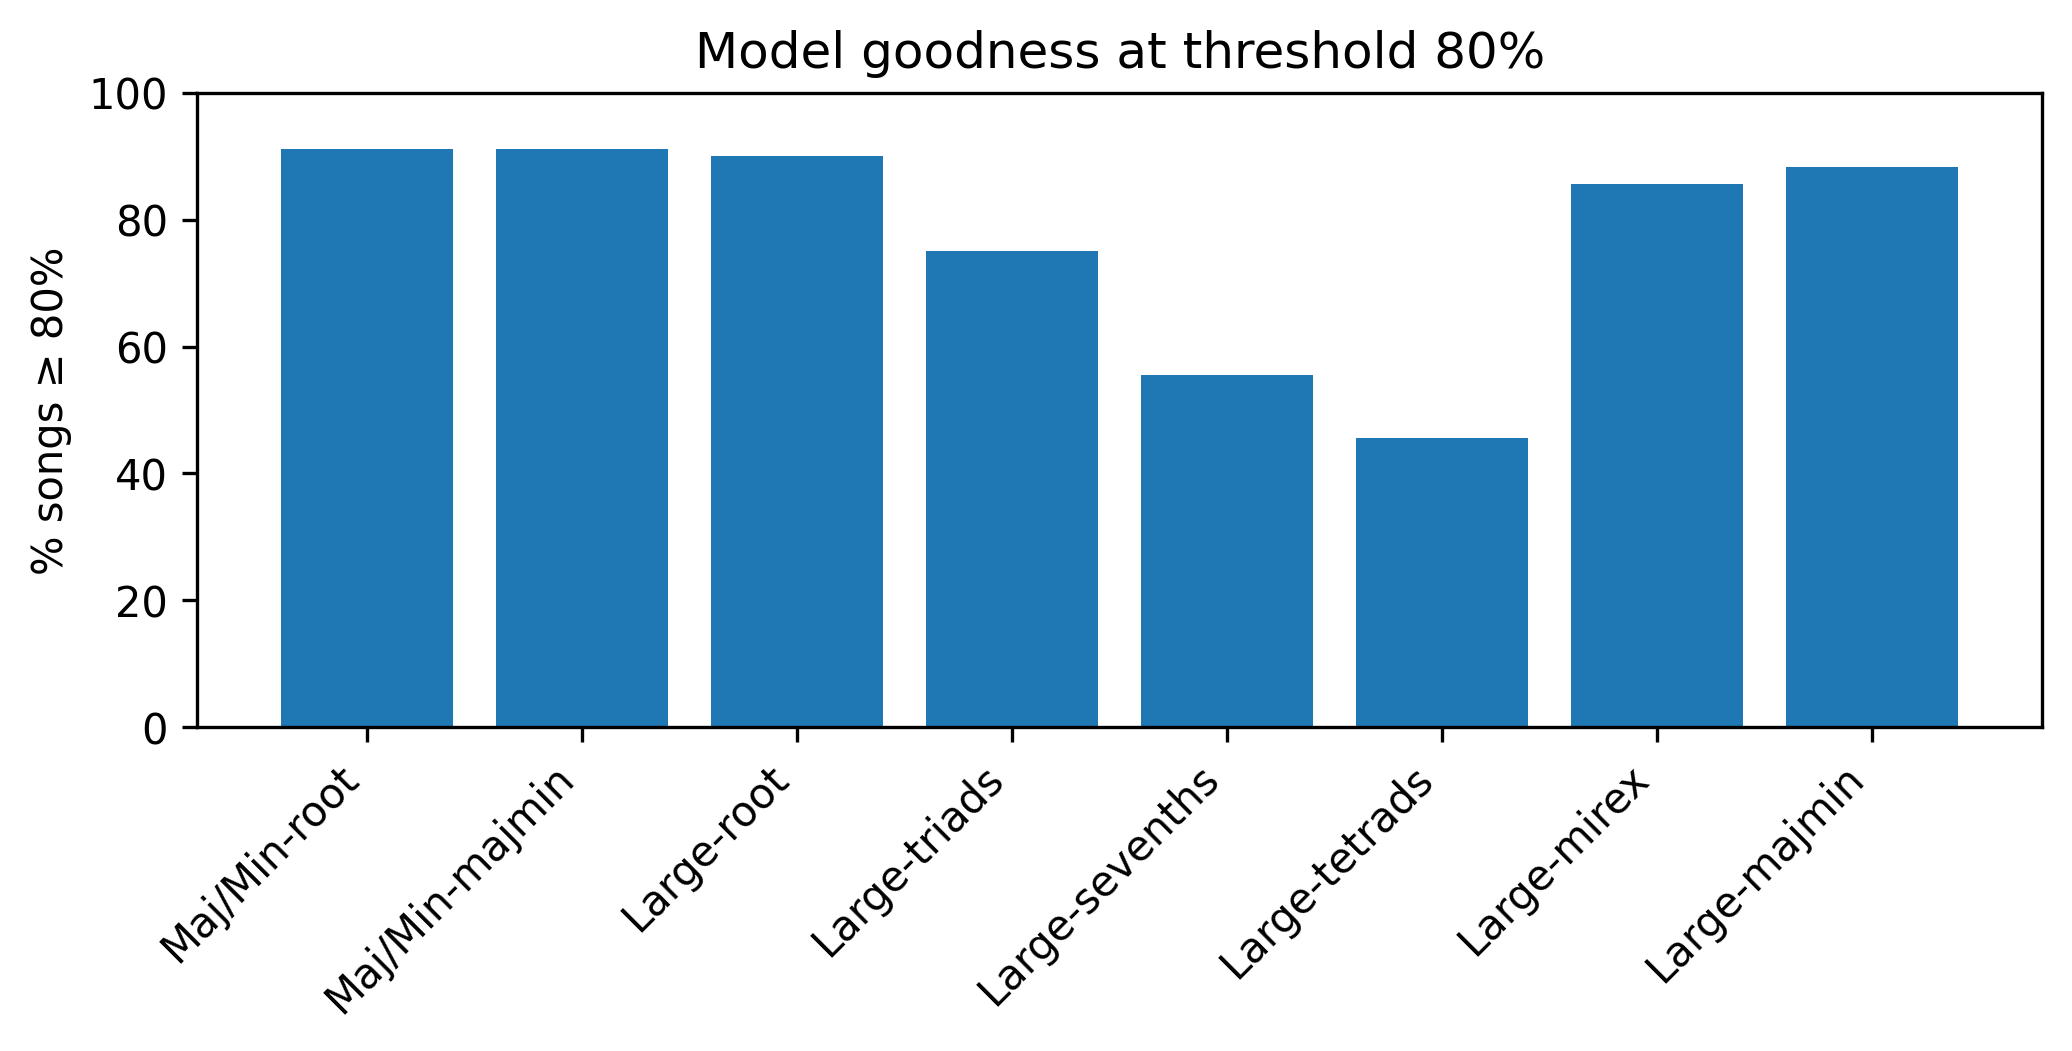 Model goodness at threshold 80%
% songs ≥ 80%
100
80
60
40
20
0
Maj/Min-root
Maj/Min-majmin
Large-root
Large-triads
Large-sevenths
Large-tetrads
Large-mirex
Large-majmin